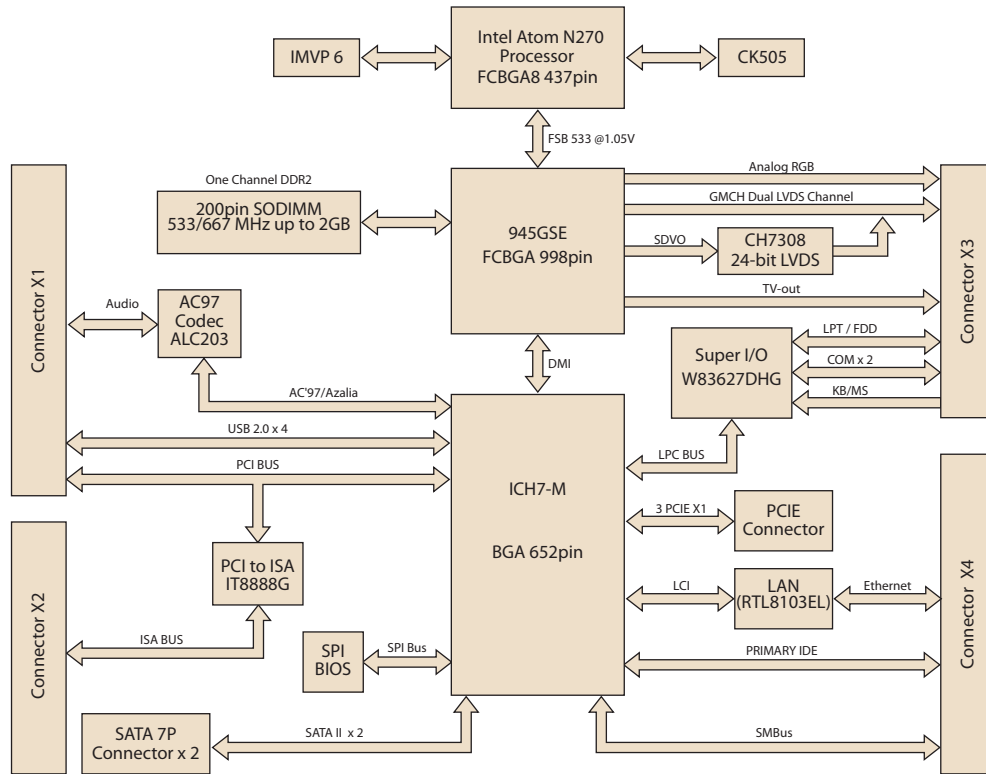 Intel Atom N270
Processor
FCBGA8 437pin
IMVP 6
CK505
FSB 533 @1.05V
One Channel DDR2
200pin SODIMM
533/667 MHz up to 2GB
945GSE
FCBGA 998pin
Analog RGB
GMCH Dual LVDS Channel
SDVO
CH7308
24-bit LVDS
TV-out
Connector X1
Connector X3
Audio
AC97
Codec
ALC203
Super I/O
W83627DHG
LPT / FDD
COM x 2
KB/MS
DMI
AC'97/Azalia
USB 2.0 x 4
PCI BUS
LPC BUS
ICH7-M
BGA 652pin
3 PCIE X1
PCIE
Connector
PCI to ISA
IT8888G
LCI
LAN
(RTL8103EL)
Ethernet
Connector X2
Connector X4
ISA BUS
SPI
BIOS
SPI Bus
PRIMARY IDE
SATA 7P
Connector x 2
SATA II x 2
SMBus